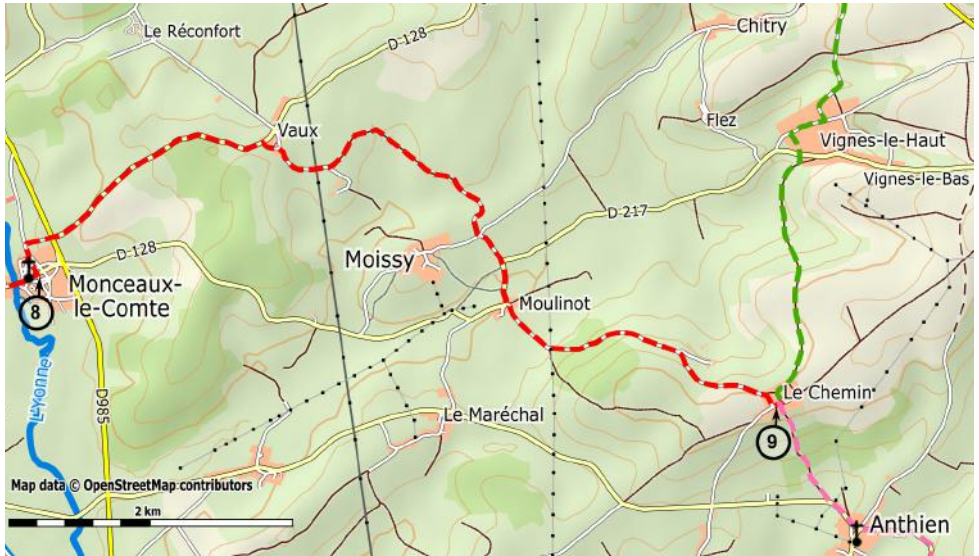 Le Réconfort
D 128
Chitry
Vaux
Flez
Vignes-le-Haut
Vignes-le-Bas
D 217
D 128
Moissy
Monceaux-
le-Comte
8
Moulinot
L'Yonne
D985
Le Chemin
Le Maréchal
9
Map data © OpenStreetMap contributors
2 km
Anthien